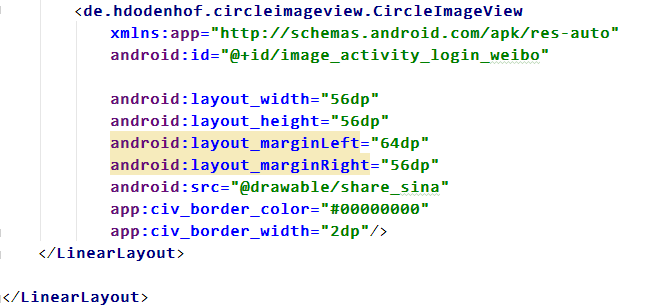 <de.hdodenhof.circleimageview.CircleImageView
xmlns:app="http://schemas.android.com/apk/res-auto"
android:id="@+id/image_activity_login_weibo"
android:layout_width="56dp"
android:layout_height="56dp"
android:layout_marginLeft="64dp"
android:layout_marginRight="56dp"
android:src="@drawable/share_sina"
app:civ_border_color="#00000000"
app:civ_border_width="2dp"/>
</LinearLayout>
</LinearLayout>